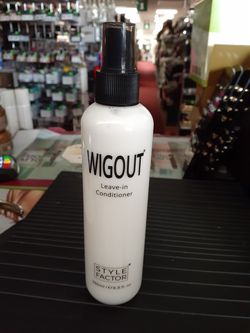 WIGOUT
Leave-in
Conditioner
STYLE
FACTOR